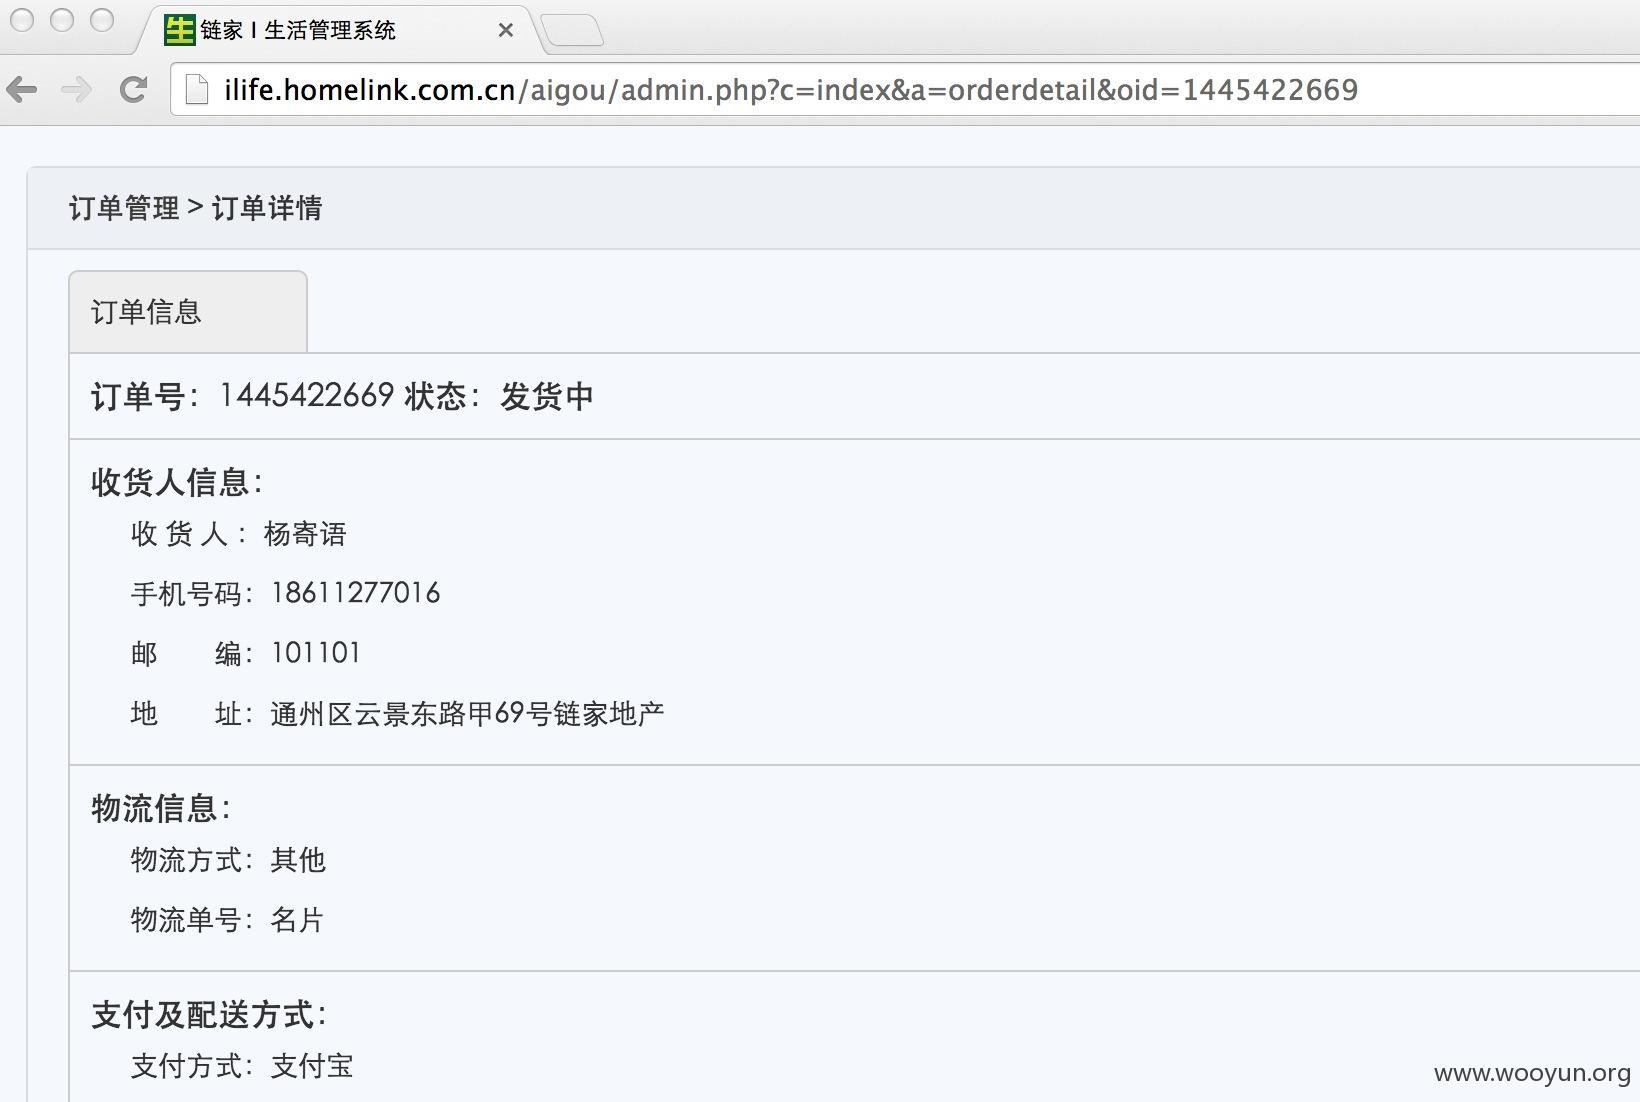 生 链家 | 生活管理系统
ilife.homelink.com.cn/aigou/admin.php?c=index&a=orderdetail&oid=1445422669
订单管理 > 订单详情
订单信息
订单号：1445422669 状态：发货中
收货人信息：
收 货 人 ：杨寄语
手机号码：18611277016
邮　　编：101101
地　　址：通州区云景东路甲69号链家地产
物流信息：
物流方式：其他
物流单号：名片
支付及配送方式：
支付方式：支付宝
www.wooyun.org